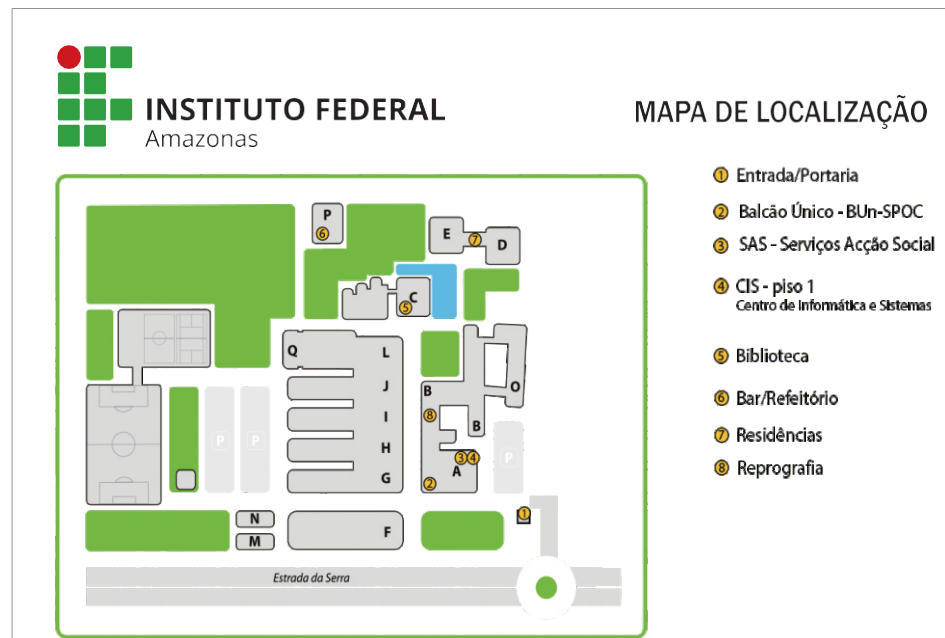 INSTITUTO FEDERAL
Amazonas
MAPA DE LOCALIZAÇÃO
1 Entrada/Portaria
2 Balcão Único - BUn-SPOC
3 SAS - Serviços Acção Social
4 CIS - piso 1
Centro de Informática e Sistemas
5 Biblioteca
6 Bar/Refeitório
7 Residências
8 Reprografia
P
6
E
7
D
C
5
Q
L
J
I
H
G
B
8
O
B
3 4
A
2
P
P
P
1
N
M
F
Estrada da Serra